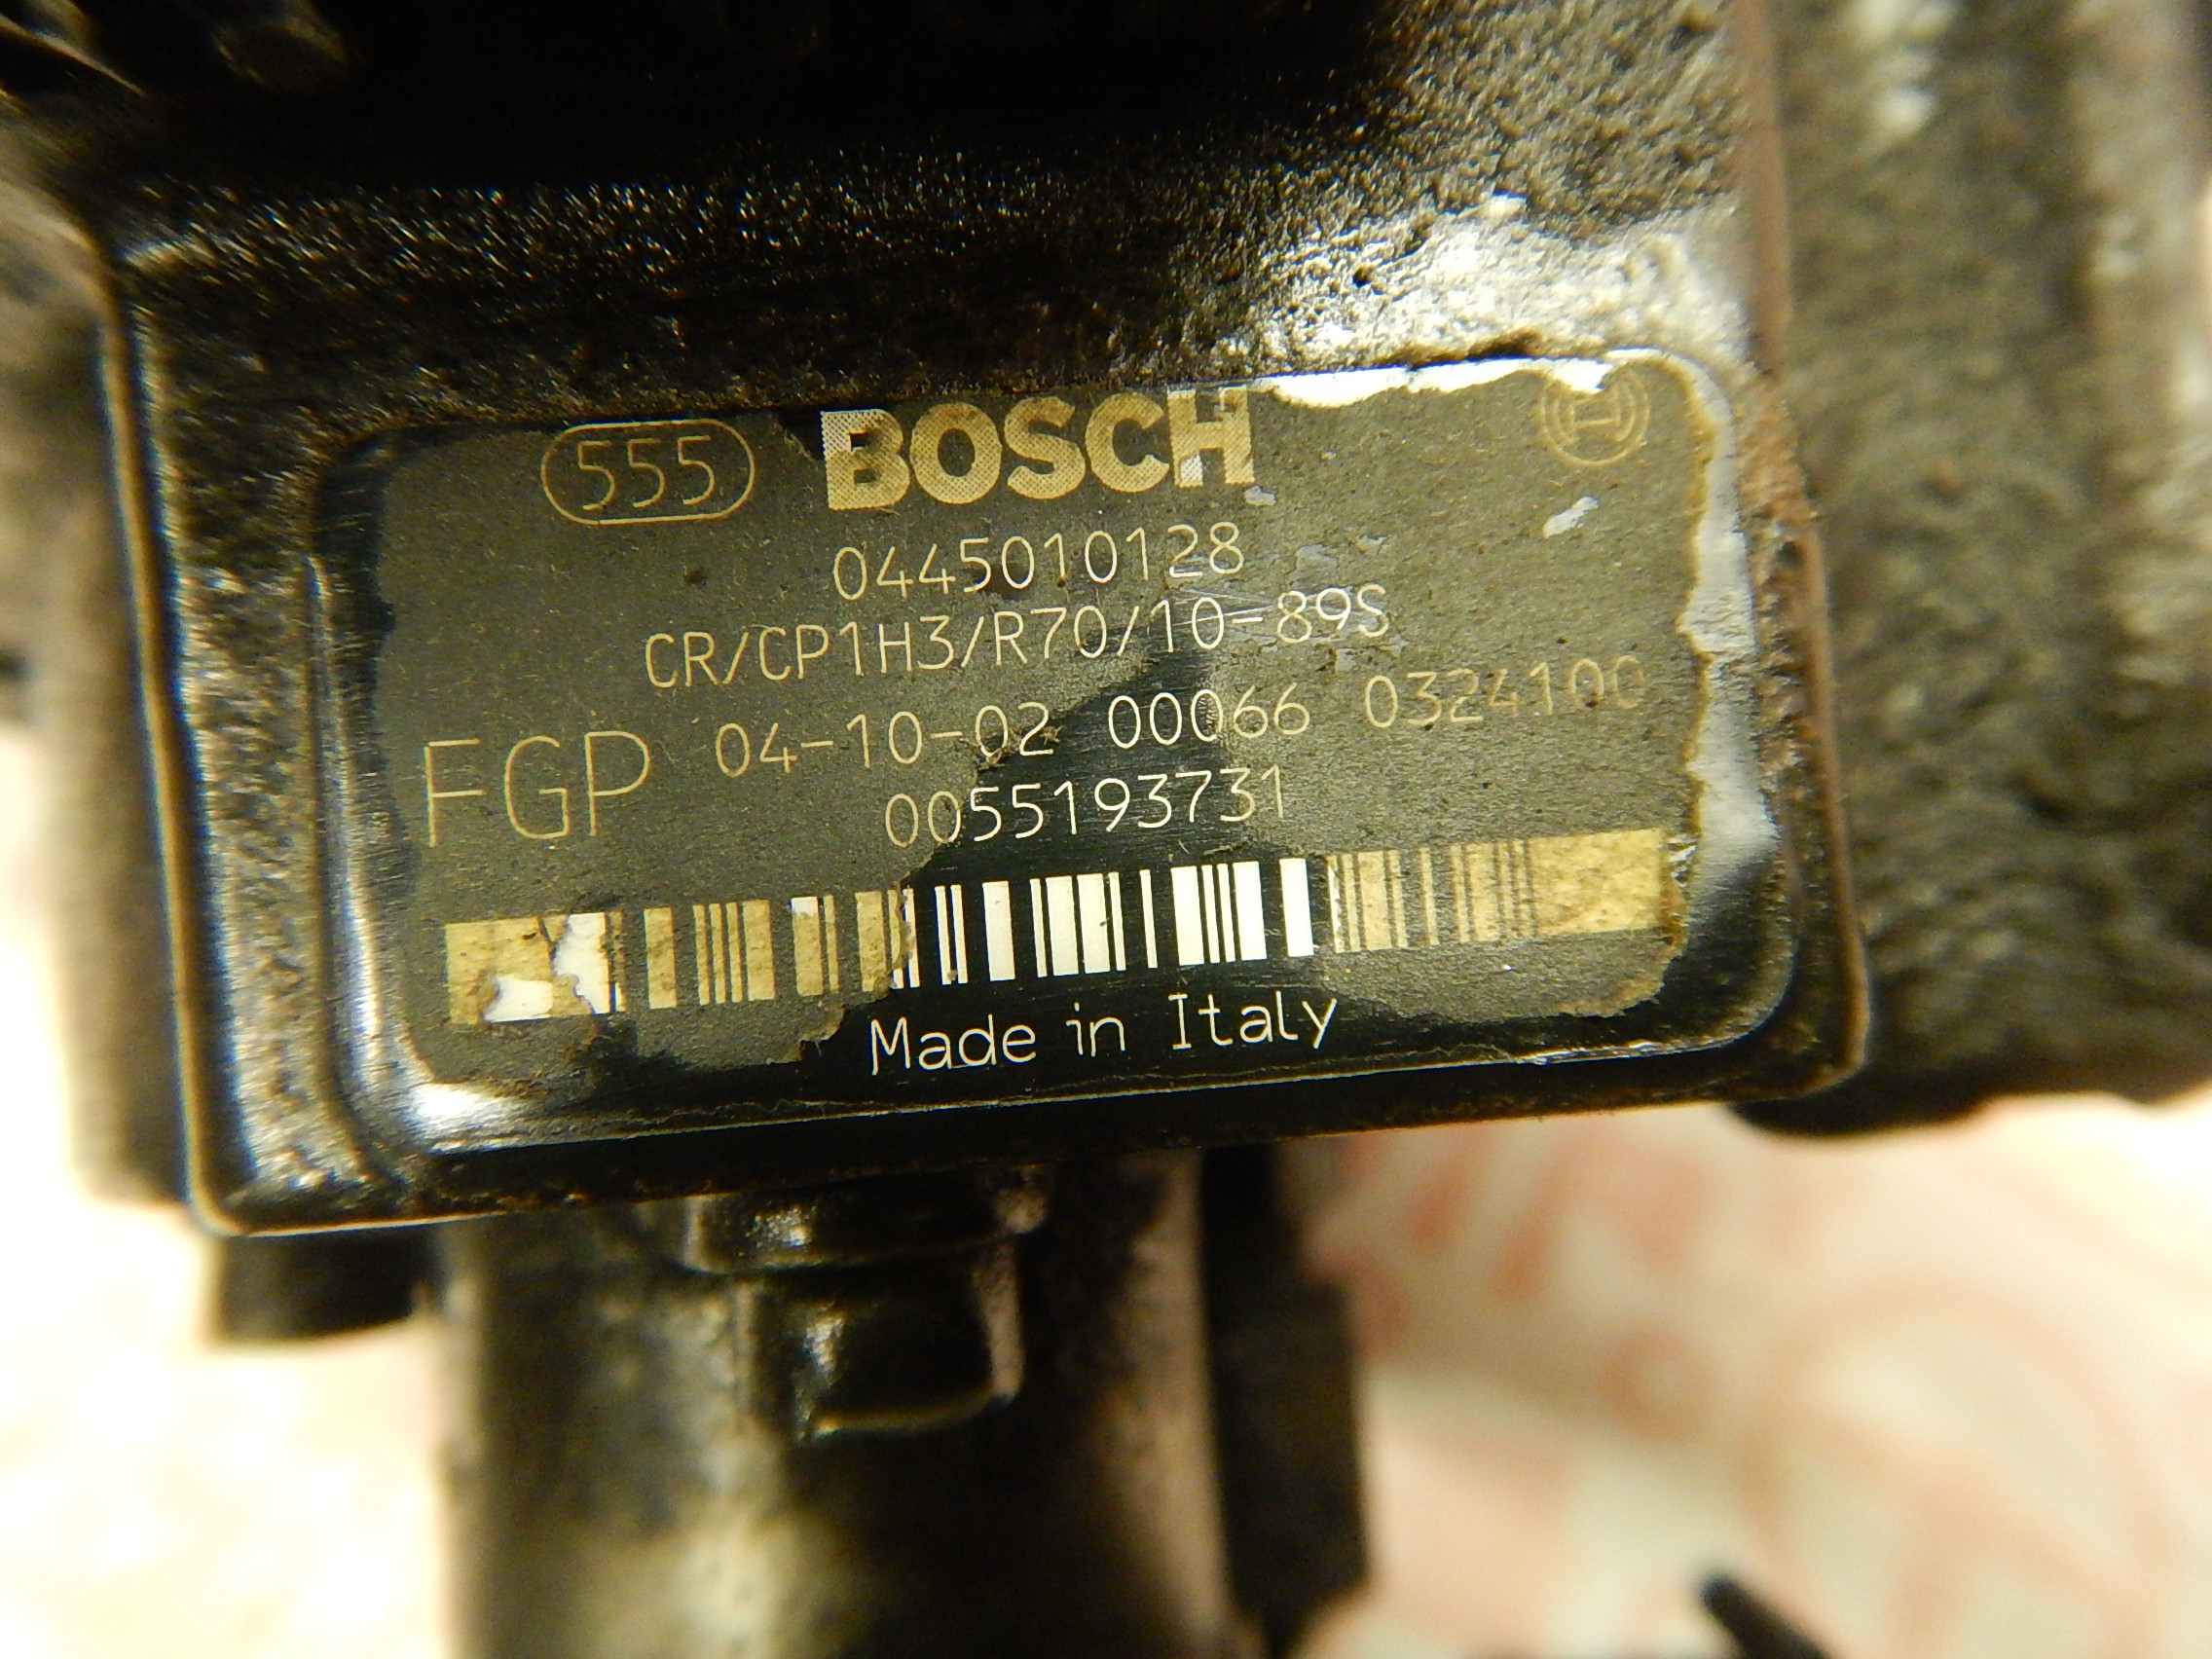 555 BOSCH
0445010128
CR/CP1H3/R70/10-89S
FGP 04-10-02 00066 0324100
0055193731
Made in Italy